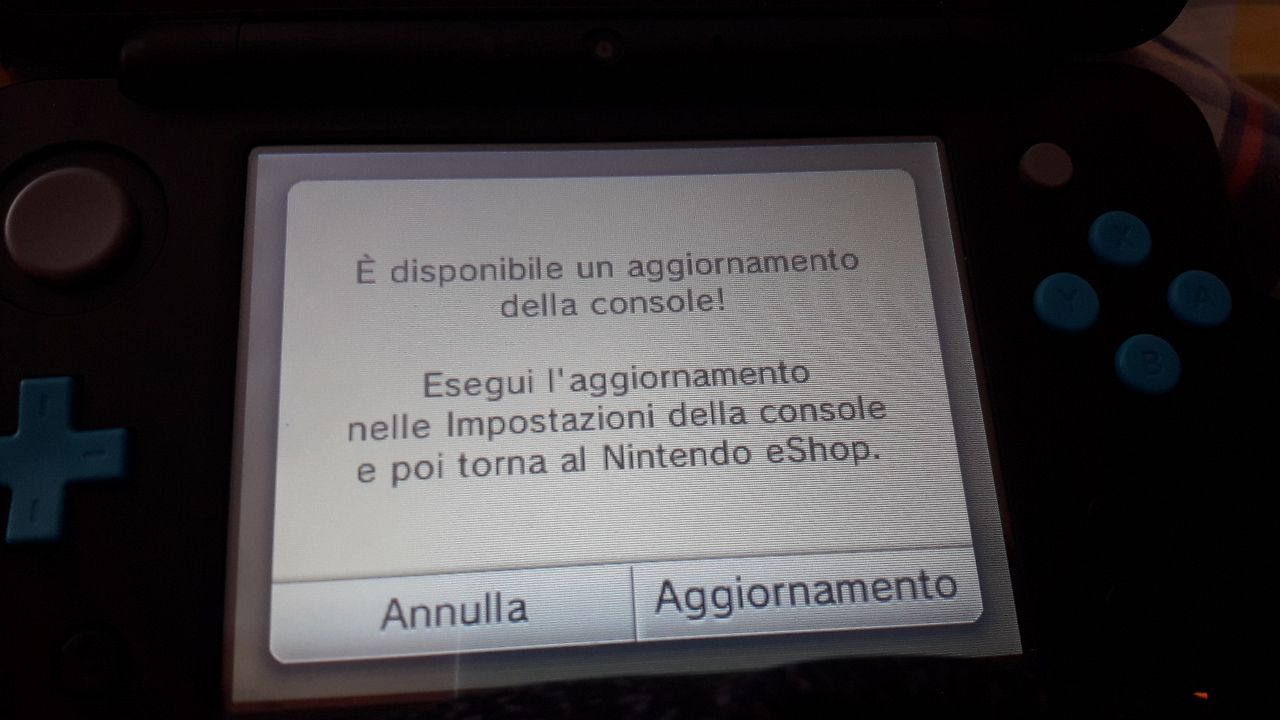 È disponibile un aggiornamento
della console!
Esegui l'aggiornamento
nelle Impostazioni della console
e poi torna al Nintendo eShop.
Annulla
Aggiornamento
X
Y
A
B